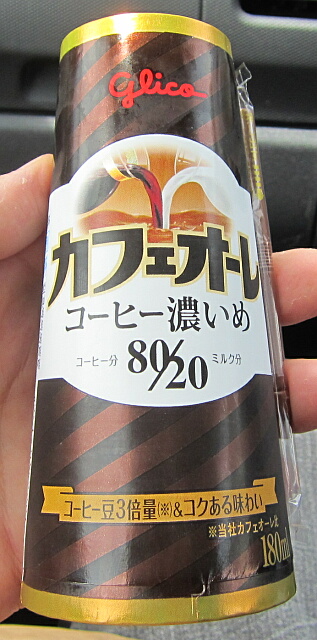 glico
カフェオーレ
コーヒー濃いめ
コーヒー分 80/20 ミルク分
コーヒー豆3倍量(※)&コクある味わい
※当社カフェオーレ比
180ml